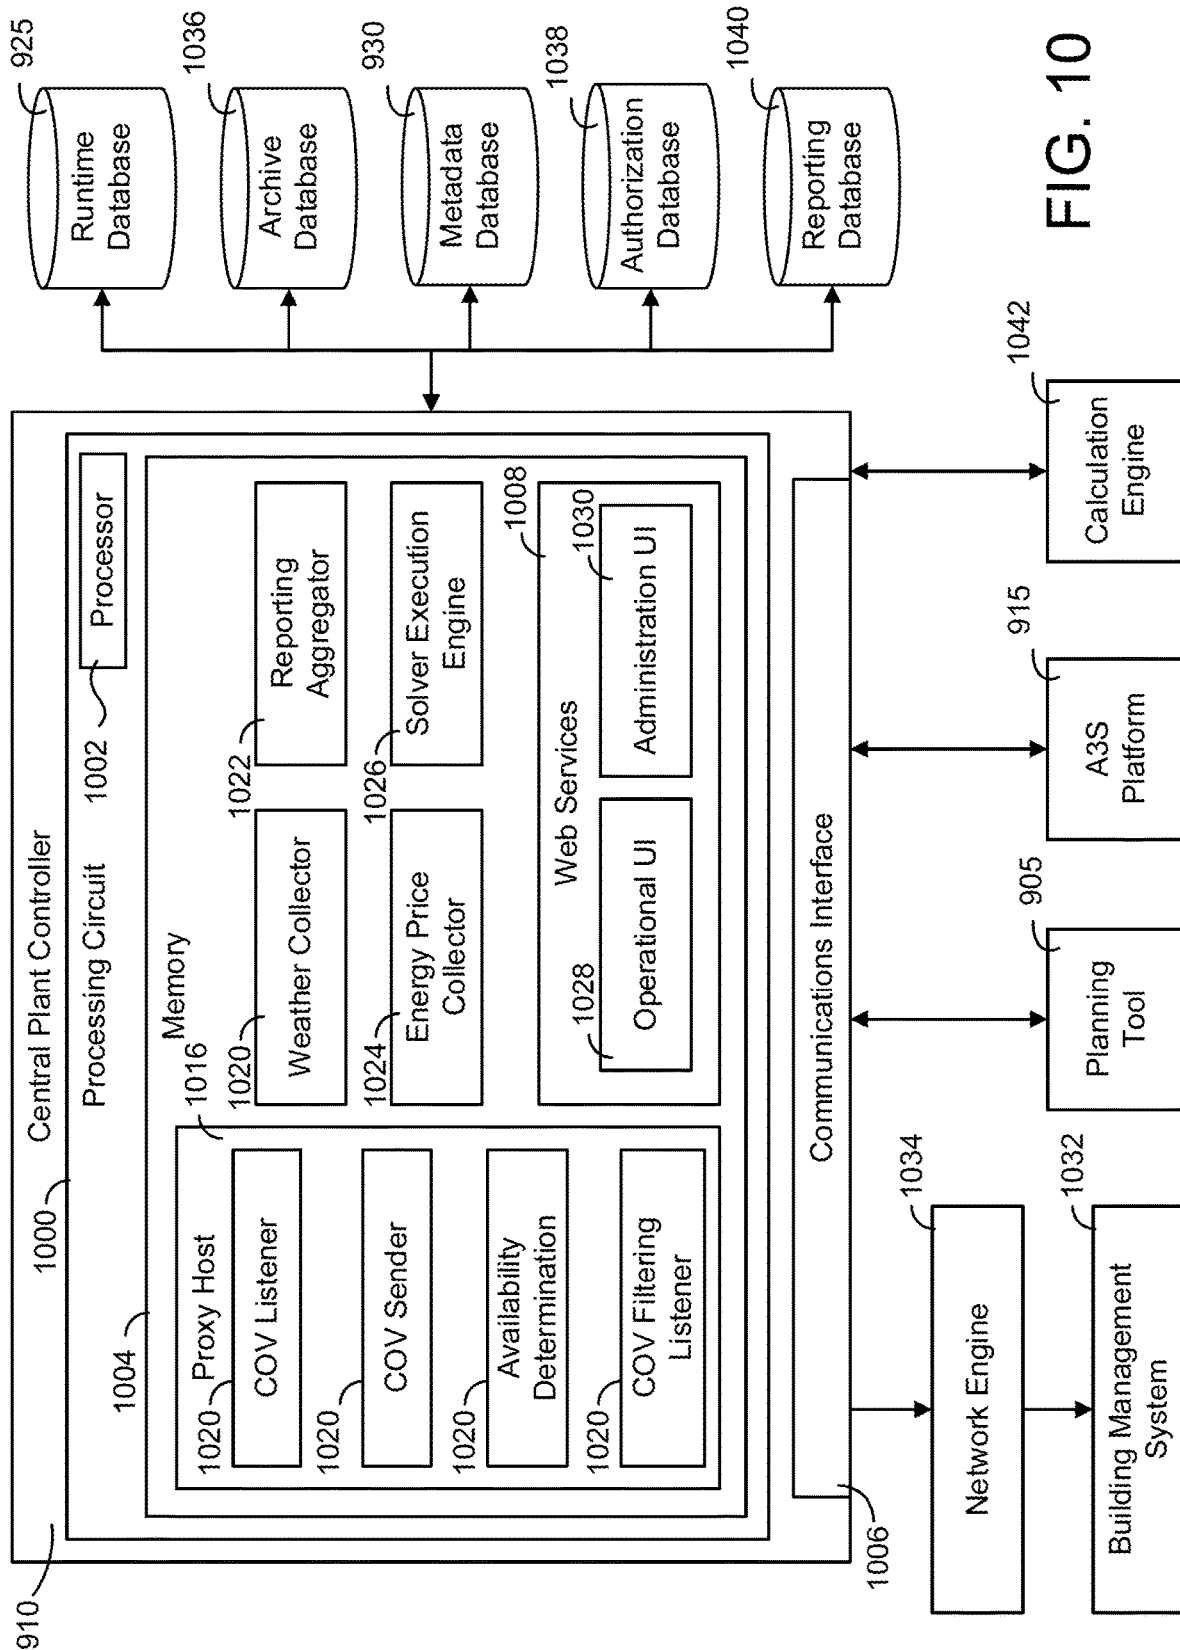 910
Central Plant Controller
1000
Processing Circuit
1002
Processor
1004
Memory
1016
Proxy Host
1020
COV Listener
1020
COV Sender
1020
Availability
Determination
1020
COV Filtering
Listener
1020
Weather Collector
1022
Reporting
Aggregator
1024
Energy Price
Collector
1026
Solver Execution
Engine
1008
Web Services
1028
Operational UI
1030
Administration UI
1006
Communications Interface
1034
Network Engine
1032
Building Management
System
905
Planning
Tool
915
A3S
Platform
1042
Calculation
Engine
925
Runtime
Database
1036
Archive
Database
930
Metadata
Database
1038
Authorization
Database
1040
Reporting
Database
FIG. 10